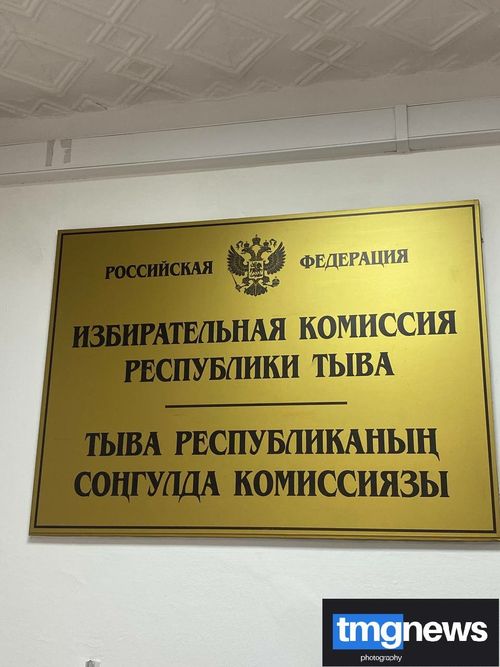 РОССИЙСКАЯ ФЕДЕРАЦИЯ
ИЗБИРАТЕЛЬНАЯ КОМИССИЯ
РЕСПУБЛИКИ ТЫВА
ТЫВА РЕСПУБЛИКАНЫҢ
СОҢГУЛДА КОМИССИЯЗЫ
tmgnews
photography